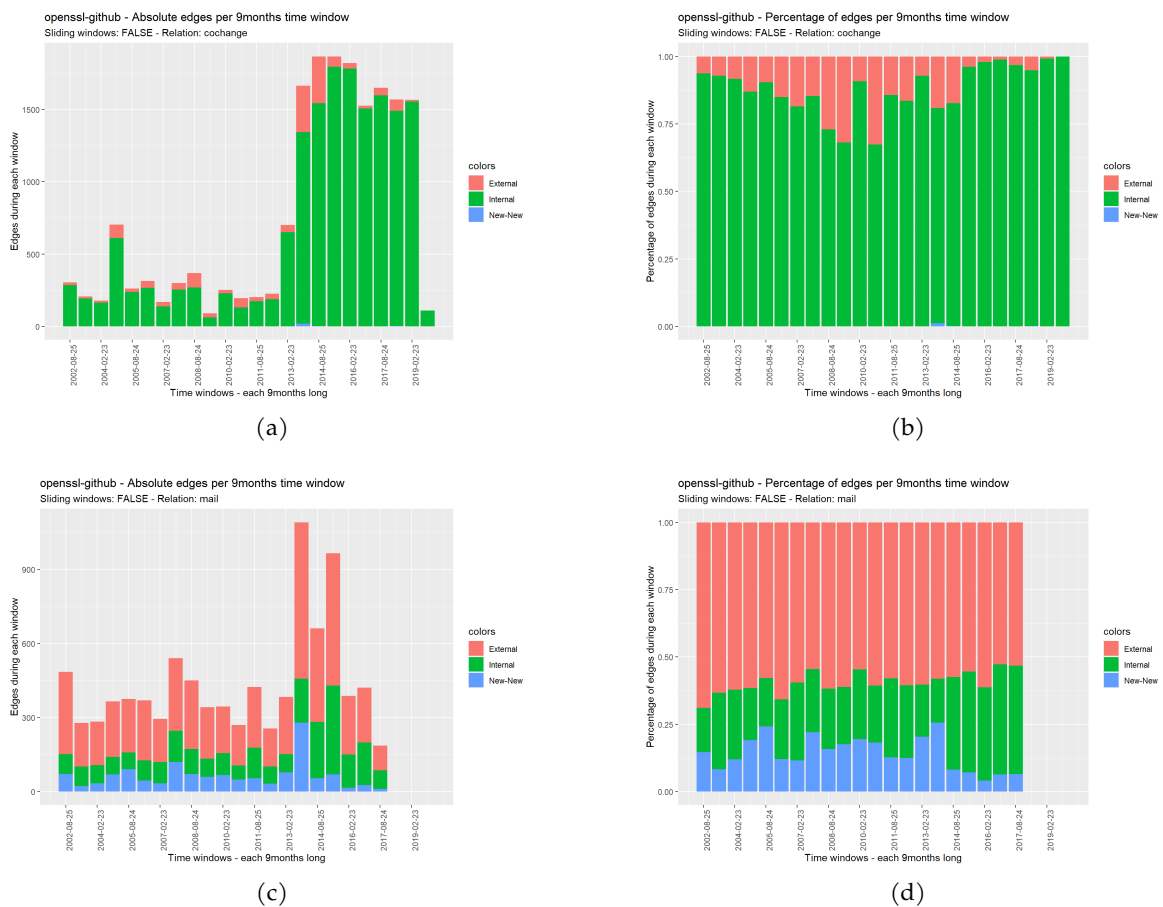 openssl-github - Absolute edges per 9months time window
Sliding windows: FALSE - Relation: cochange
Edges during each window
1500
1000
500
0
2002-08-25
2004-02-23
2005-08-24
2007-02-23
2008-08-24
2010-02-23
2011-08-25
2013-02-23
2014-08-25
2016-02-23
2017-08-24
2019-02-23
Time windows - each 9months long
colors
External
Internal
New-New
(a)
openssl-github - Percentage of edges per 9months time window
Sliding windows: FALSE - Relation: cochange
Percentage of edges during each window
1.00
0.75
0.50
0.25
0.00
2002-08-25
2004-02-23
2005-08-24
2007-02-23
2008-08-24
2010-02-23
2011-08-25
2013-02-23
2014-08-25
2016-02-23
2017-08-24
2019-02-23
Time windows - each 9months long
colors
External
Internal
New-New
(b)
openssl-github - Absolute edges per 9months time window
Sliding windows: FALSE - Relation: mail
Edges during each window
900
600
300
0
2002-08-25
2004-02-23
2005-08-24
2007-02-23
2008-08-24
2010-02-23
2011-08-25
2013-02-23
2014-08-25
2016-02-23
2017-08-24
2019-02-23
Time windows - each 9months long
colors
External
Internal
New-New
(c)
openssl-github - Percentage of edges per 9months time window
Sliding windows: FALSE - Relation: mail
Percentage of edges during each window
1.00
0.75
0.50
0.25
0.00
2002-08-25
2004-02-23
2005-08-24
2007-02-23
2008-08-24
2010-02-23
2011-08-25
2013-02-23
2014-08-25
2016-02-23
2017-08-24
2019-02-23
Time windows - each 9months long
colors
External
Internal
New-New
(d)